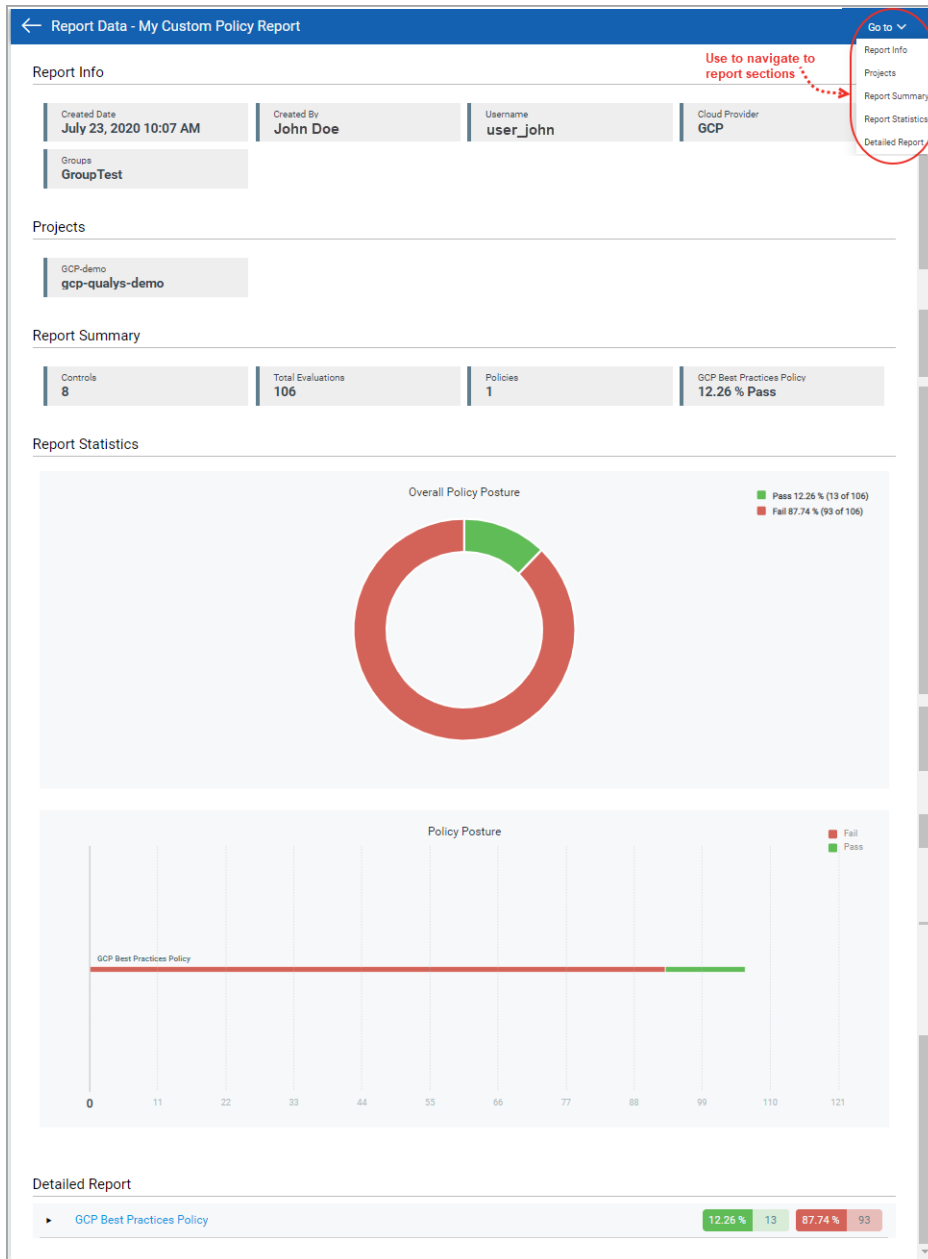 Report Data - My Custom Policy Report
Go to
Report Info
Projects
Report Summary
Report Statistics
Detailed Report
Use to navigate to
report sections
Report Info
Created Date
July 23, 2020 10:07 AM
Created By
John Doe
Username
user_john
Cloud Provider
GCP
Groups
GroupTest
Projects
GCP-demo
gcp-qualys-demo
Report Summary
Controls
8
Total Evaluations
106
Policies
1
GCP Best Practices Policy
12.26 % Pass
Report Statistics
Overall Policy Posture
Pass 12.26 % (13 of 106)
Fail 87.74 % (93 of 106)
Policy Posture
Fail
Pass
GCP Best Practices Policy
0 11 22 33 44 55 66 77 88 99 110 121
Detailed Report
GCP Best Practices Policy 12.26 % 13 87.74 % 93